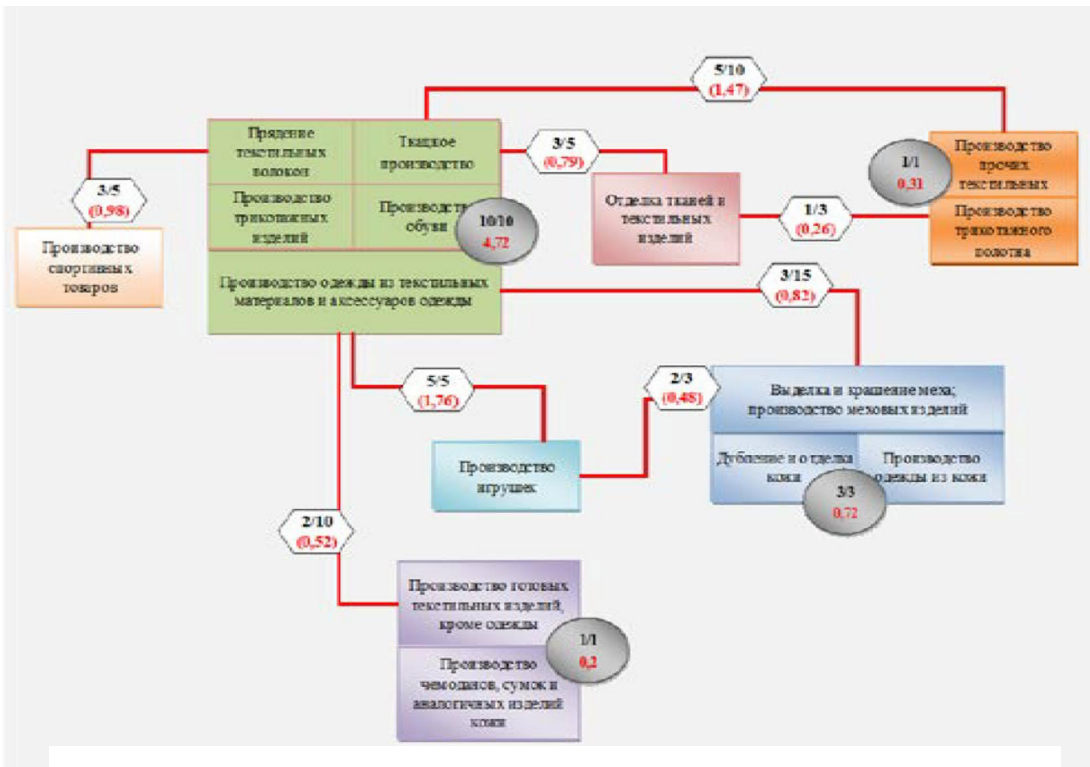 5/10
(1,47)
Прядение
текстильных
волокон
Ткацкое
производство
3/5
(0,79)
1/1
0,31
Производство
прочих
текстильных
3/5
(0,98)
Производство
трикотажных
изделий
Производство
обуви
10/10
4,72
Отделка тканей и
текстильных
изделий
1/3
(0,26)
Производство
трикотажного
полотна
Производство
спортивных
товаров
Производство одежды из текстильных
материалов и аксессуаров одежды
3/15
(0,82)
5/5
(1,76)
2/3
(0,48)
Выделка и крашение меха;
производство меховых изделий
Производство
игрушек
Дубление и отделка
кожи
Производство
одежды из кожи
3/3
0,72
2/10
(0,52)
Производство готовых
текстильных изделий,
кроме одежды
1/1
0,2
Производство
чемоданов, сумок и
аналогичных изделий
кожи